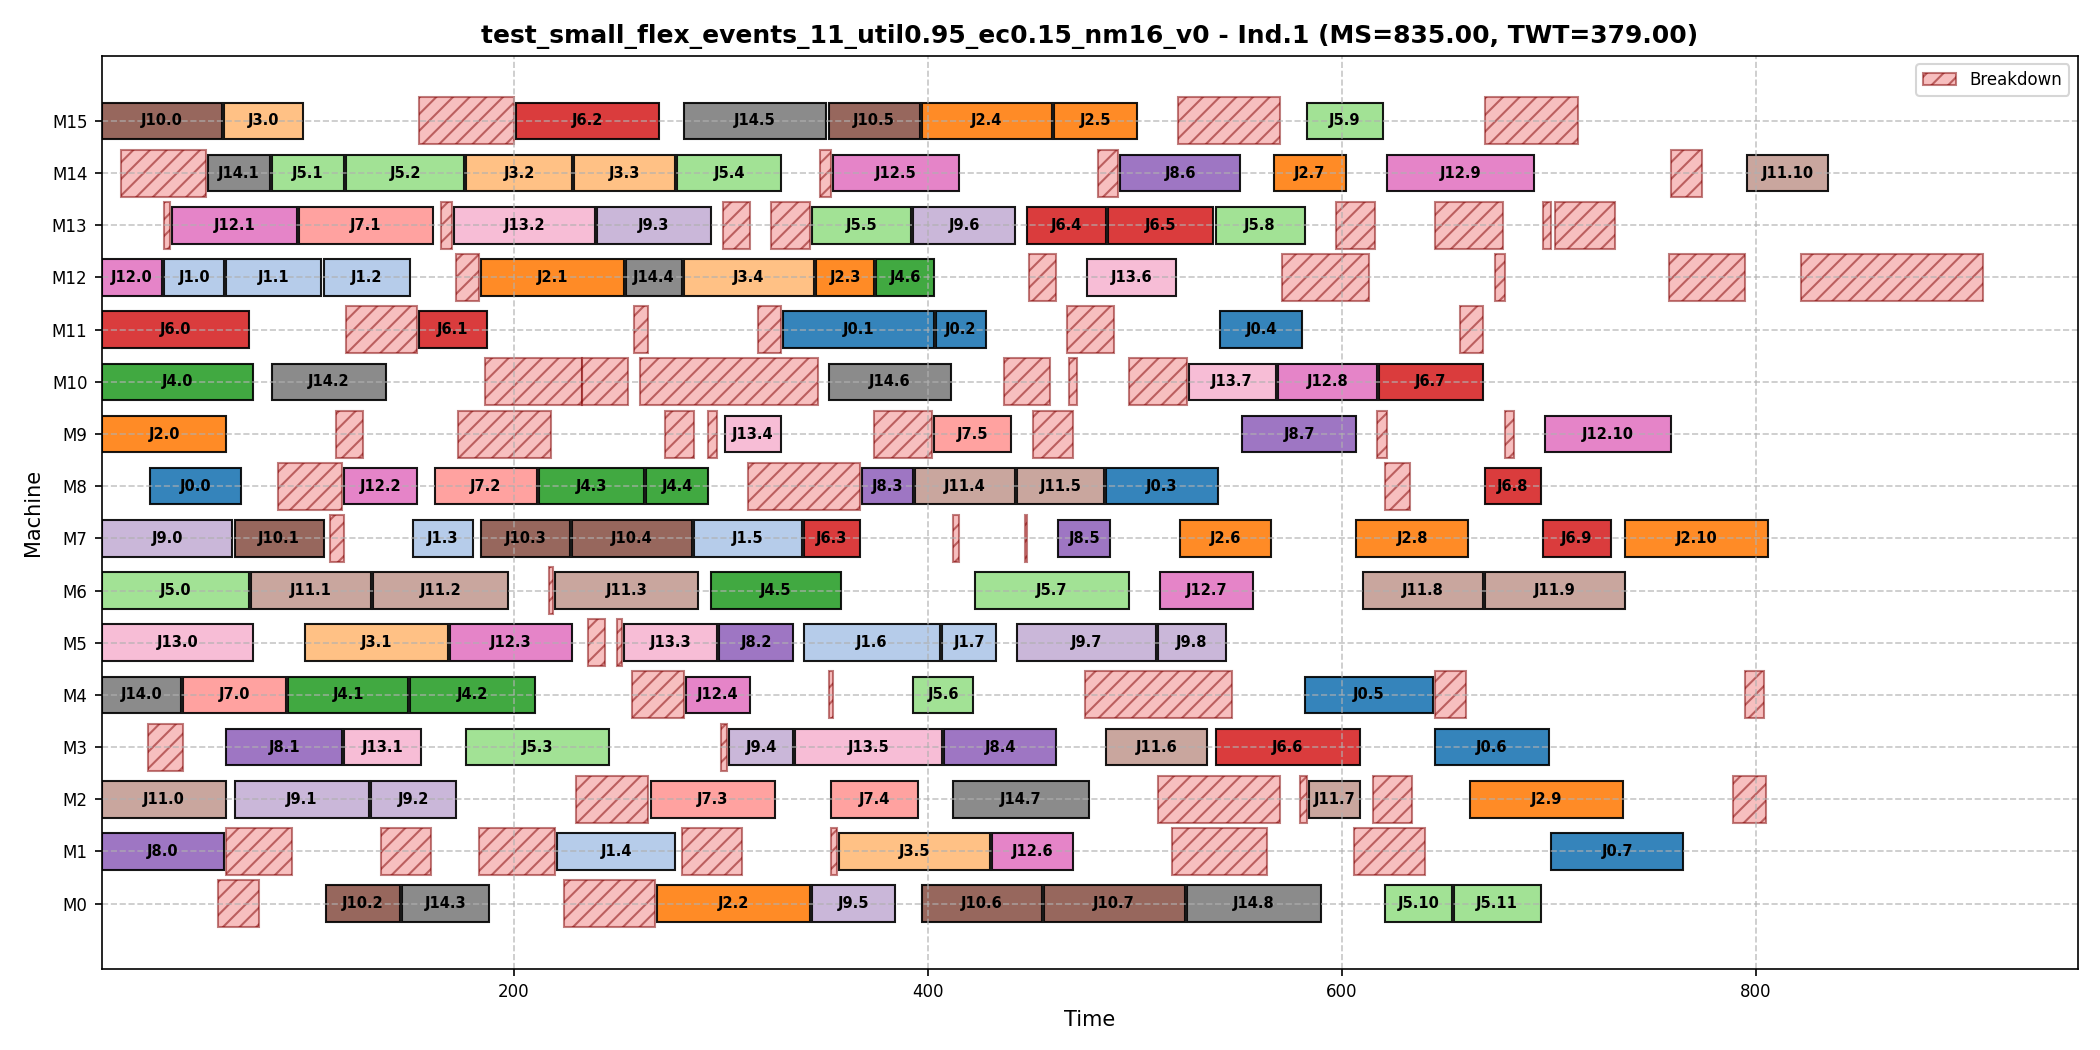 test_small_flex_events_11_util0.95_ec0.15_nm16_v0 - Ind.1 (MS=835.00, TWT=379.00)
Breakdown
M15 J10.0 J3.0 J6.2 J14.5 J10.5 J2.4 J2.5 J5.9
M14 J14.1 J5.1 J5.2 J3.2 J3.3 J5.4 J12.5 J8.6 J2.7 J12.9 J11.10
M13 J12.1 J7.1 J13.2 J9.3 J5.5 J9.6 J6.4 J6.5 J5.8
M12 J12.0 J1.0 J1.1 J1.2 J2.1 J14.4 J3.4 J2.3 J4.6 J13.6
M11 J6.0 J6.1 J0.1 J0.2 J0.4
M10 J4.0 J14.2 J14.6 J13.7 J12.8 J6.7
M9 J2.0 J13.4 J7.5 J8.7 J12.10
M8 J0.0 J12.2 J7.2 J4.3 J4.4 J8.3 J11.4 J11.5 J0.3 J6.8
M7 J9.0 J10.1 J1.3 J10.3 J10.4 J1.5 J6.3 J8.5 J2.6 J2.8 J6.9 J2.10
M6 J5.0 J11.1 J11.2 J11.3 J4.5 J5.7 J12.7 J11.8 J11.9
M5 J13.0 J3.1 J12.3 J13.3 J8.2 J1.6 J1.7 J9.7 J9.8
M4 J14.0 J7.0 J4.1 J4.2 J12.4 J5.6 J0.5
M3 J8.1 J13.1 J5.3 J9.4 J13.5 J8.4 J11.6 J6.6 J0.6
M2 J11.0 J9.1 J9.2 J7.3 J7.4 J14.7 J11.7 J2.9
M1 J8.0 J1.4 J3.5 J12.6 J0.7
M0 J10.2 J14.3 J2.2 J9.5 J10.6 J10.7 J14.8 J5.10 J5.11
Machine
200 400 600 800
Time